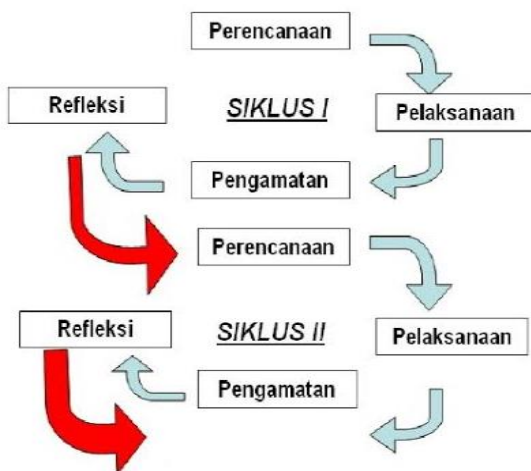 Perencanaan
Refleksi
SIKLUS I
Pelaksanaan
Pengamatan
Perencanaan
Refleksi
SIKLUS II
Pelaksanaan
Pengamatan